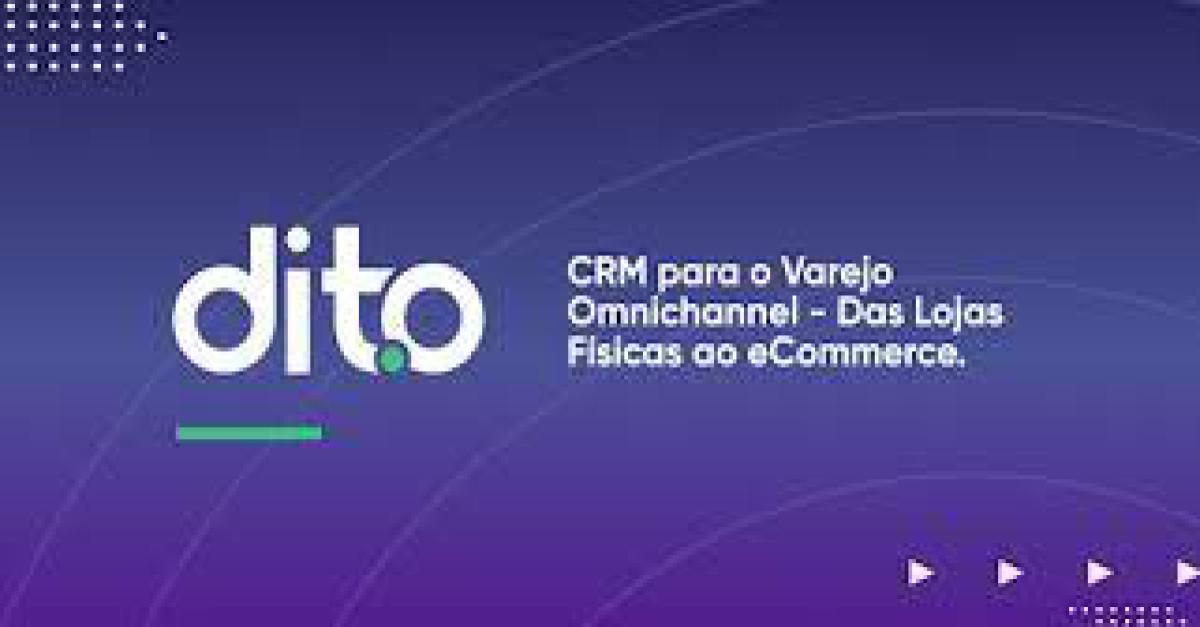 dito
CRM para o Varejo
Omnichannel - Das Lojas
Físicas ao eCommerce.